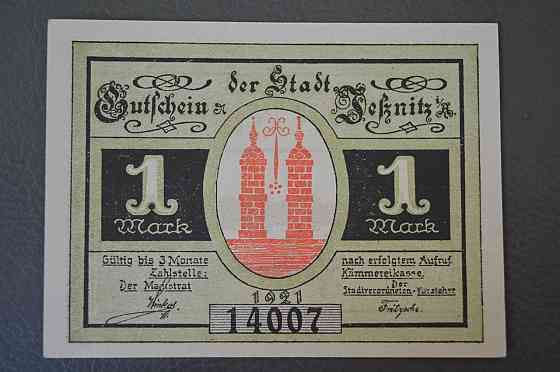 Gutschein der Stadt Jeßnitz i/A.
1 Mark
1 Mark
Gültig bis 3 Monate nach erfolgtem Aufruf
Zahlstelle: Kämmereikasse.
Der Magistrat
Der Stadtverordneten-Vorsteher
Fritzsche.
1921
14007